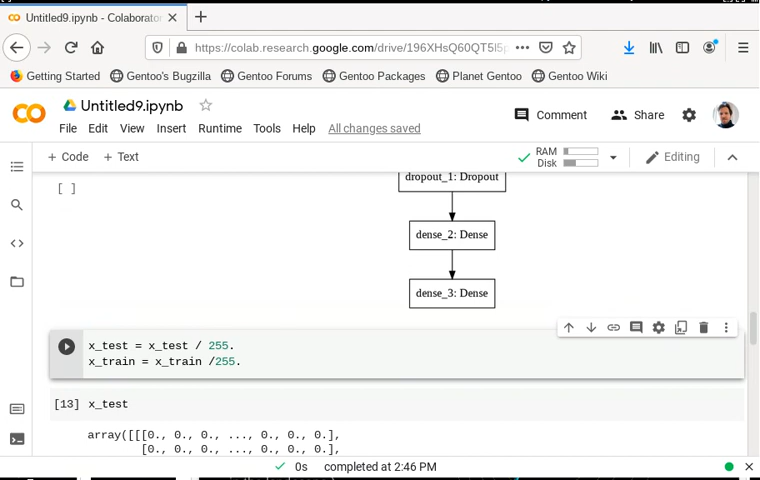 Untitled9.ipynb - Colaborator
https://colab.research.google.com/drive/196XHsQ60QT5l5p
Getting Started Gentoo's Bugzilla Gentoo Forums Gentoo Packages Planet Gentoo Gentoo Wiki
Untitled9.ipynb
Comment Share
File Edit View Insert Runtime Tools Help All changes saved
+ Code + Text RAM Disk Editing
dropout_1: Dropout
[ ]
dense_2: Dense
dense_3: Dense
x_test = x_test / 255.
x_train = x_train /255.
[13] x_test
array([[[0., 0., 0., ..., 0., 0., 0.],
[0., 0., 0., ..., 0., 0., 0.],
0s completed at 2:46 PM